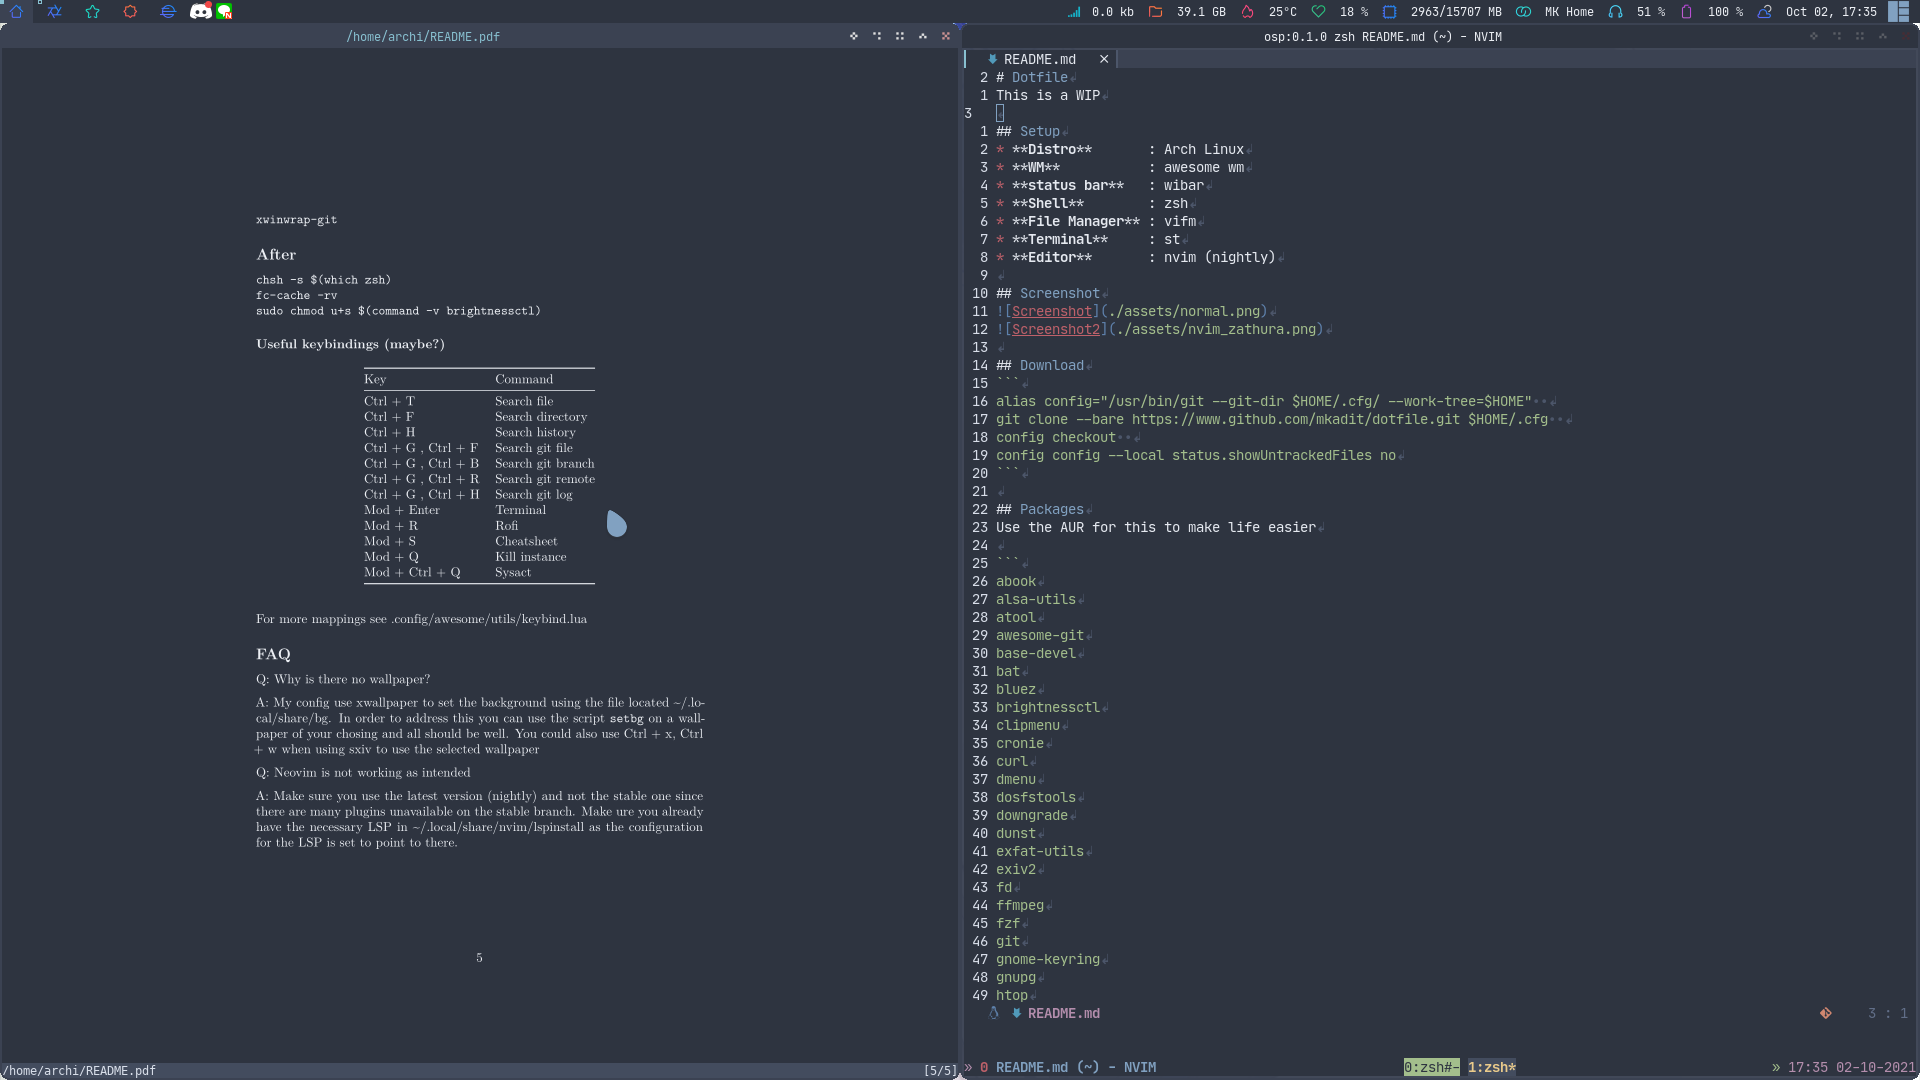 0.0 kb 39.1 GB 25°C 18 % 2963/15707 MB MK Home 51 % 100 % Oct 02, 17:35
/home/archi/README.pdf
xwinwrap-git
After
chsh -s $(which zsh)
fc-cache -rv
sudo chmod u+s $(command -v brightnessctl)
Useful keybindings (maybe?)
Key Command
Ctrl + T Search file
Ctrl + F Search directory
Ctrl + H Search history
Ctrl + G , Ctrl + F Search git file
Ctrl + G , Ctrl + B Search git branch
Ctrl + G , Ctrl + R Search git remote
Ctrl + G , Ctrl + H Search git log
Mod + Enter Terminal
Mod + R Rofi
Mod + S Cheatsheet
Mod + Q Kill instance
Mod + Ctrl + Q Sysact
For more mappings see .config/awesome/utils/keybind.lua
FAQ
Q: Why is there no wallpaper?
A: My config use xwallpaper to set the background using the file located ~/.lo-
cal/share/bg. In order to address this you can use the script setbg on a wall-
paper of your chosing and all should be well. You could also use Ctrl + x, Ctrl
+ w when using sxiv to use the selected wallpaper
Q: Neovim is not working as intended
A: Make sure you use the latest version (nightly) and not the stable one since
there are many plugins unavailable on the stable branch. Make ure you already
have the necessary LSP in ~/.local/share/nvim/lspinstall as the configuration
for the LSP is set to point to there.
5
/home/archi/README.pdf [5/5]
osp:0.1.0 zsh README.md (~) - NVIM
README.md
2 # Dotfile
1 This is a WIP
3
1 ## Setup
2 * **Distro** : Arch Linux
3 * **WM** : awesome wm
4 * **status bar** : wibar
5 * **Shell** : zsh
6 * **File Manager** : vifm
7 * **Terminal** : st
8 * **Editor** : nvim (nightly)
9
10 ## Screenshot
11 ![Screenshot](./assets/normal.png)
12 ![Screenshot2](./assets/nvim_zathura.png)
13
14 ## Download
15 ```
16 alias config="/usr/bin/git --git-dir $HOME/.cfg/ --work-tree=$HOME"
17 git clone --bare https://www.github.com/mkadit/dotfile.git $HOME/.cfg
18 config checkout
19 config config --local status.showUntrackedFiles no
20 ```
21
22 ## Packages
23 Use the AUR for this to make life easier
24
25 ```
26 abook
27 alsa-utils
28 atool
29 awesome-git
30 base-devel
31 bat
32 bluez
33 brightnessctl
34 clipmenu
35 cronie
36 curl
37 dmenu
38 dosfstools
39 downgrade
40 dunst
41 exfat-utils
42 exiv2
43 fd
44 ffmpeg
45 fzf
46 git
47 gnome-keyring
48 gnupg
49 htop
README.md 3 : 1
» 0 README.md (~) - NVIM 0:zsh#- 1:zsh* » 17:35 02-10-2021